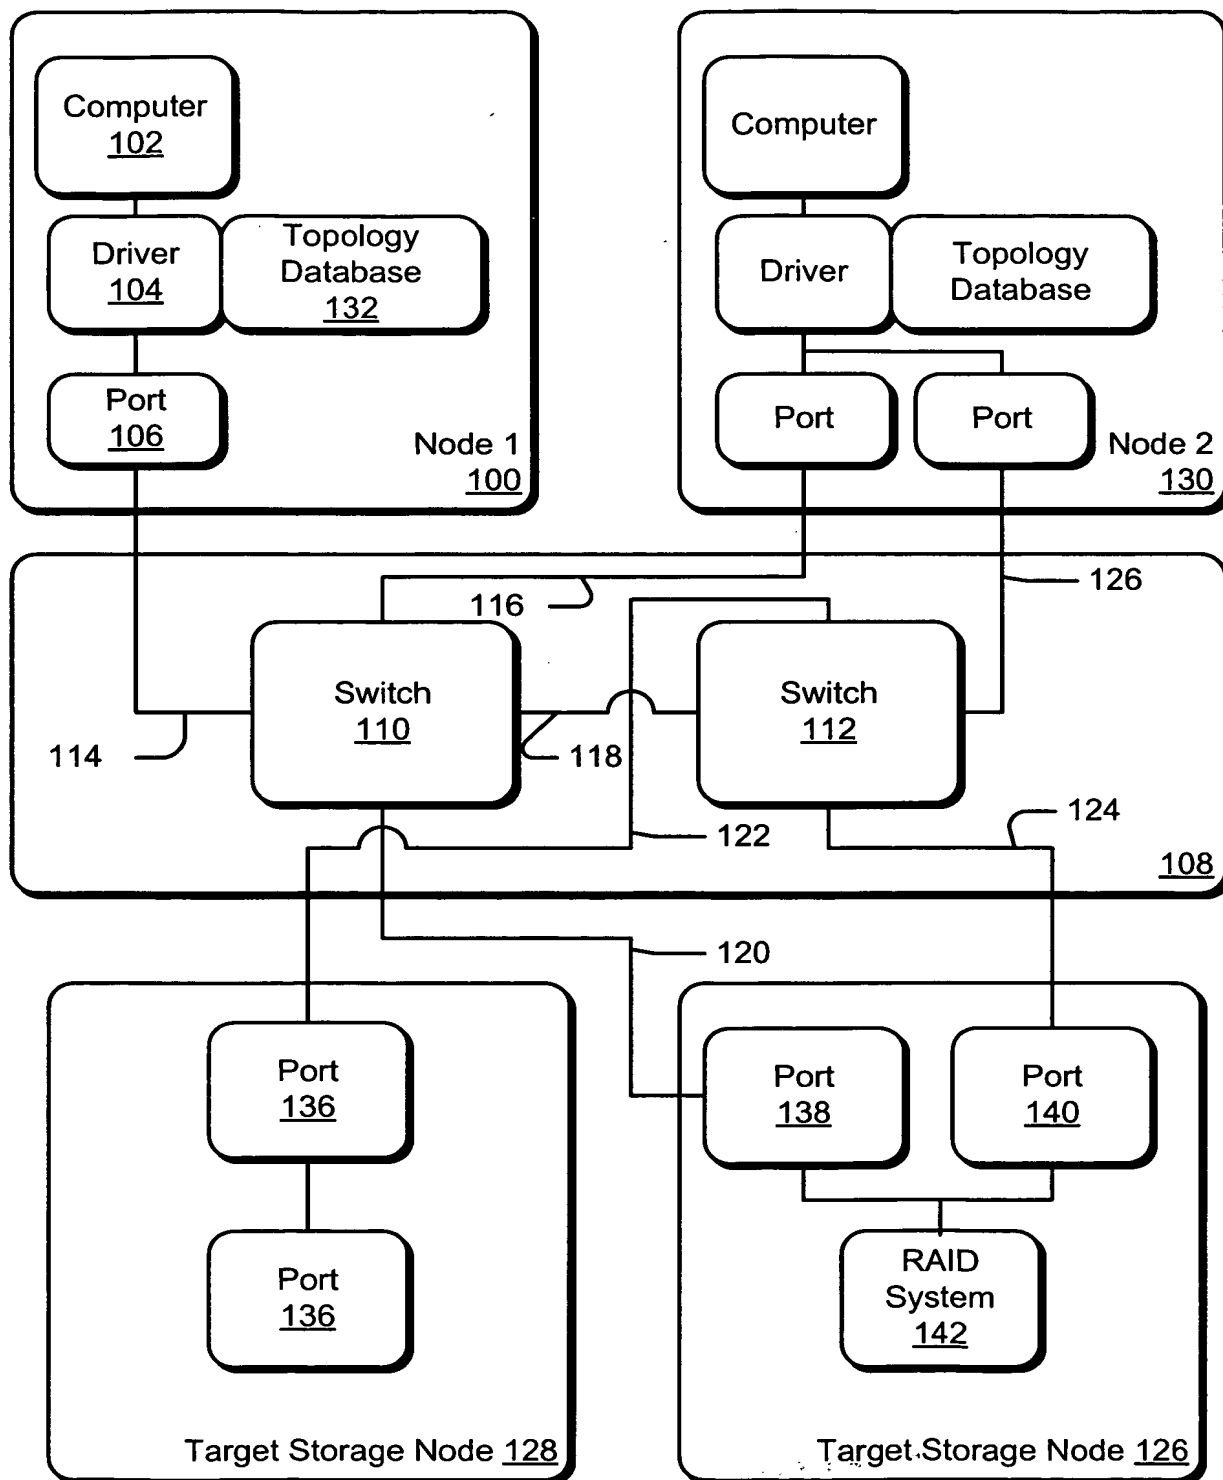 Computer
102
Driver
104
Topology
Database
132
Port
106
Node 1
100
Computer
Driver
Topology
Database
Port
Port
Node 2
130
116
126
Switch
110
Switch
112
114
118
122
124
108
120
Port
136
Port
136
Target Storage Node 128
Port
138
Port
140
RAID
System
142
Target Storage Node 126